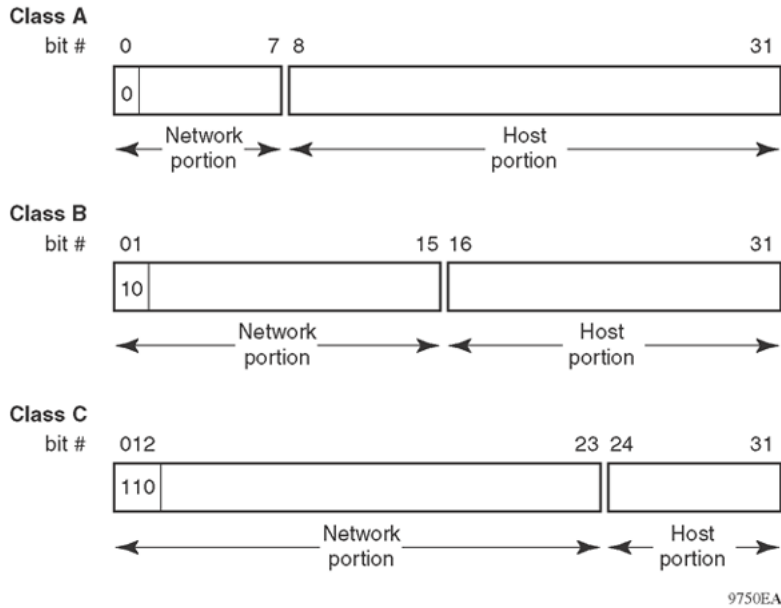 Class A
bit # 0 7 8 31
0
Network portion Host portion
Class B
bit # 01 15 16 31
10
Network portion Host portion
Class C
bit # 012 23 24 31
110
Network portion Host portion
9750EA